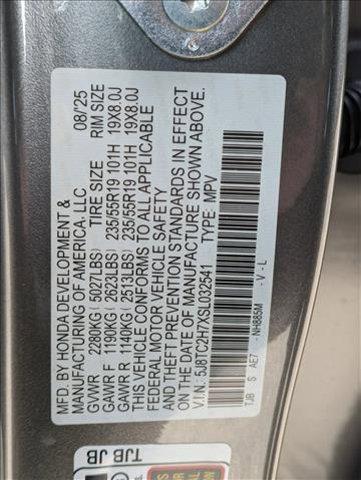 MFD. BY HONDA DEVELOPMENT & 08/'25
MANUFACTURING OF AMERICA, LLC
TIRE SIZE RIM SIZE
GVWR 2280KG(5027LBS)
GAWR F 1190KG(2623LBS) 235/55R19 101H 19X8.0J
GAWR R 1140KG(2513LBS) 235/55R19 101H 19X8.0J
THIS VEHICLE CONFORMS TO ALL APPLICABLE
FEDERAL MOTOR VEHICLE SAFETY
AND THEFT PREVENTION STANDARDS IN EFFECT
ON THE DATE OF MANUFACTURE SHOWN ABOVE.
V.I.N.: 5J8TC2H7XSL032541 TYPE: MPV
TJB S AE7 NH885M - V - L
TJB JB